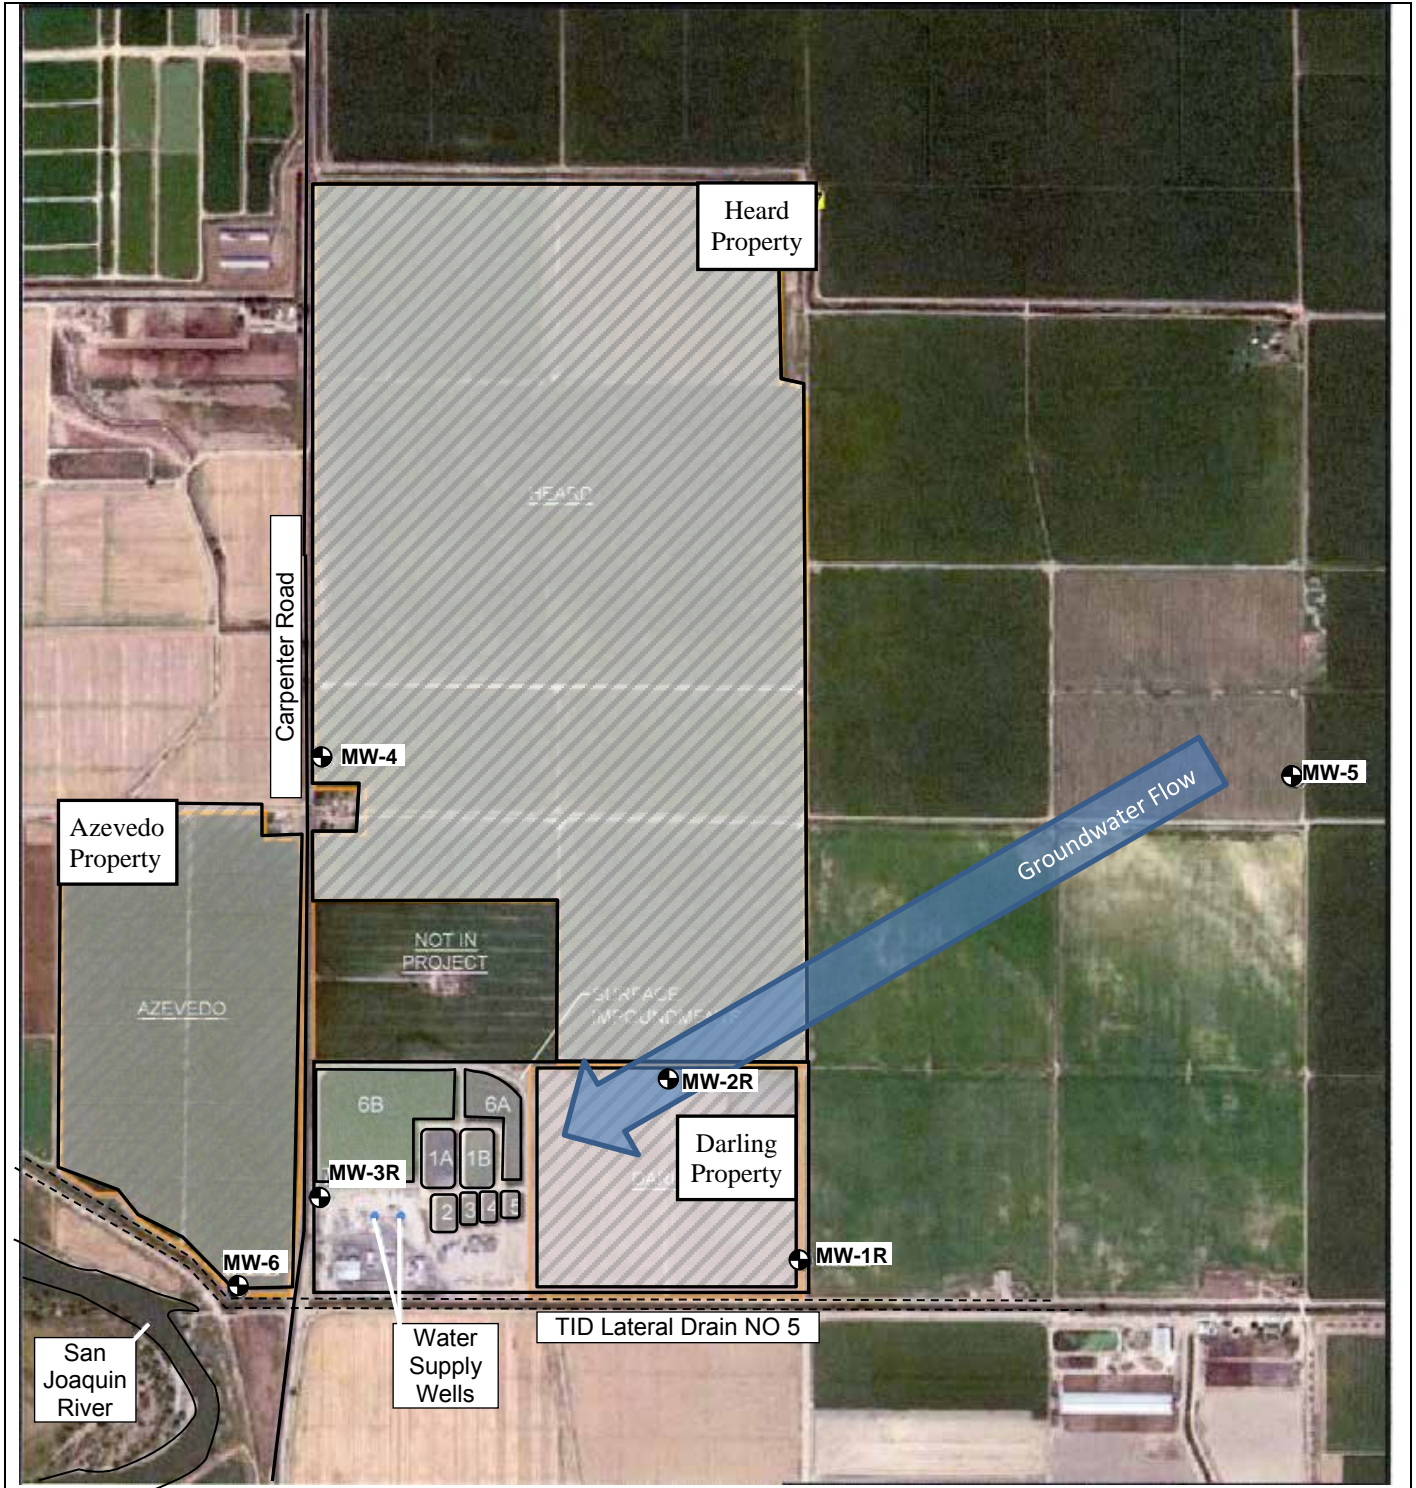 Heard
Property
HEARD
Carpenter Road
MW-4
MW-5
Groundwater Flow
Azevedo
Property
NOT IN
PROJECT
AZEVEDO
SURFACE
IMPOUNDMENTS
MW-2R
6B
6A
Darling
Property
1A
1B
MW-3R
2
3
4
5
MW-1R
MW-6
TID Lateral Drain NO 5
Water
Supply
Wells
San
Joaquin
River